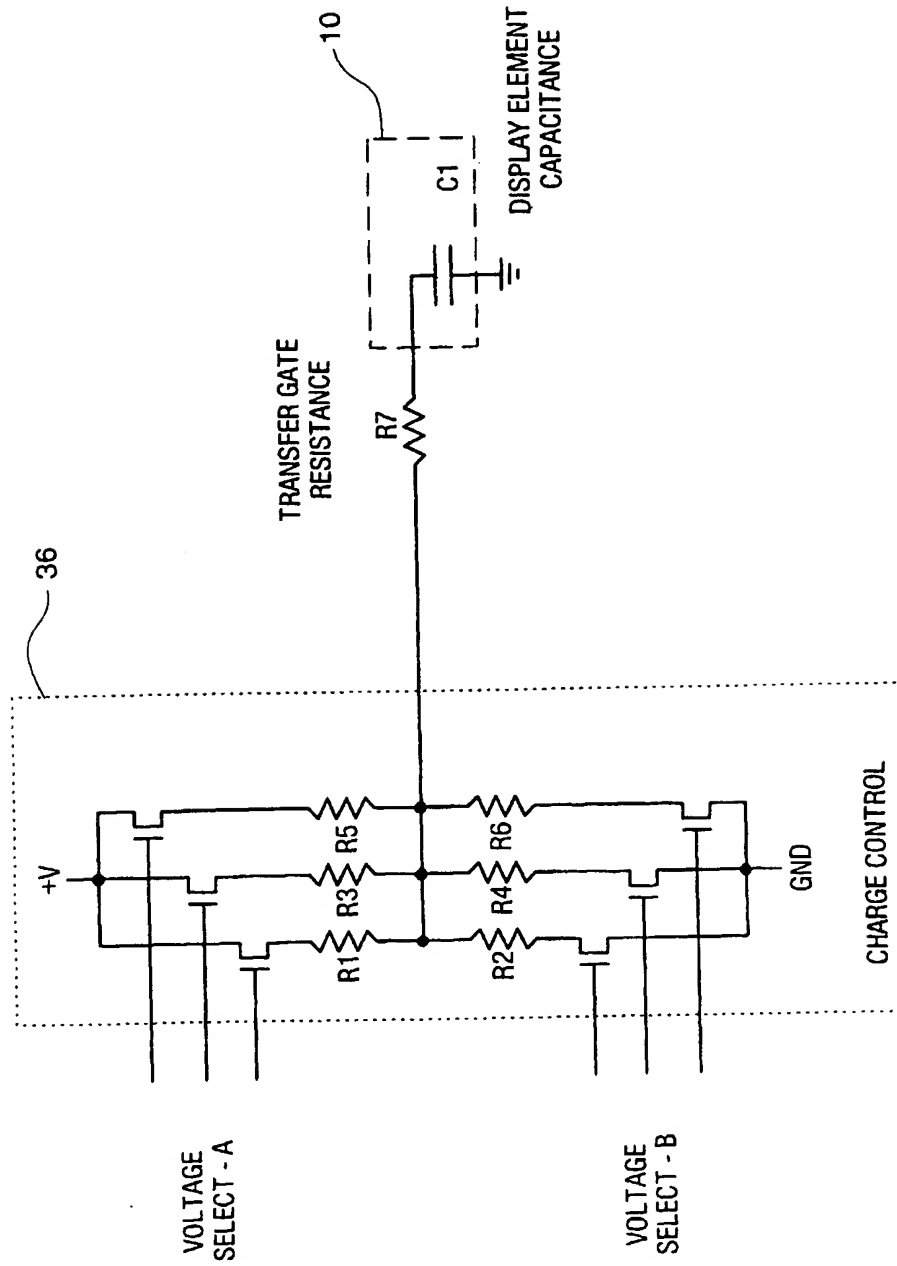 36
+V
VOLTAGE
SELECT - A
R1
R3
R5
TRANSFER GATE
RESISTANCE
R7
10
C1
DISPLAY ELEMENT
CAPACITANCE
R2
R4
R6
VOLTAGE
SELECT - B
GND
CHARGE CONTROL